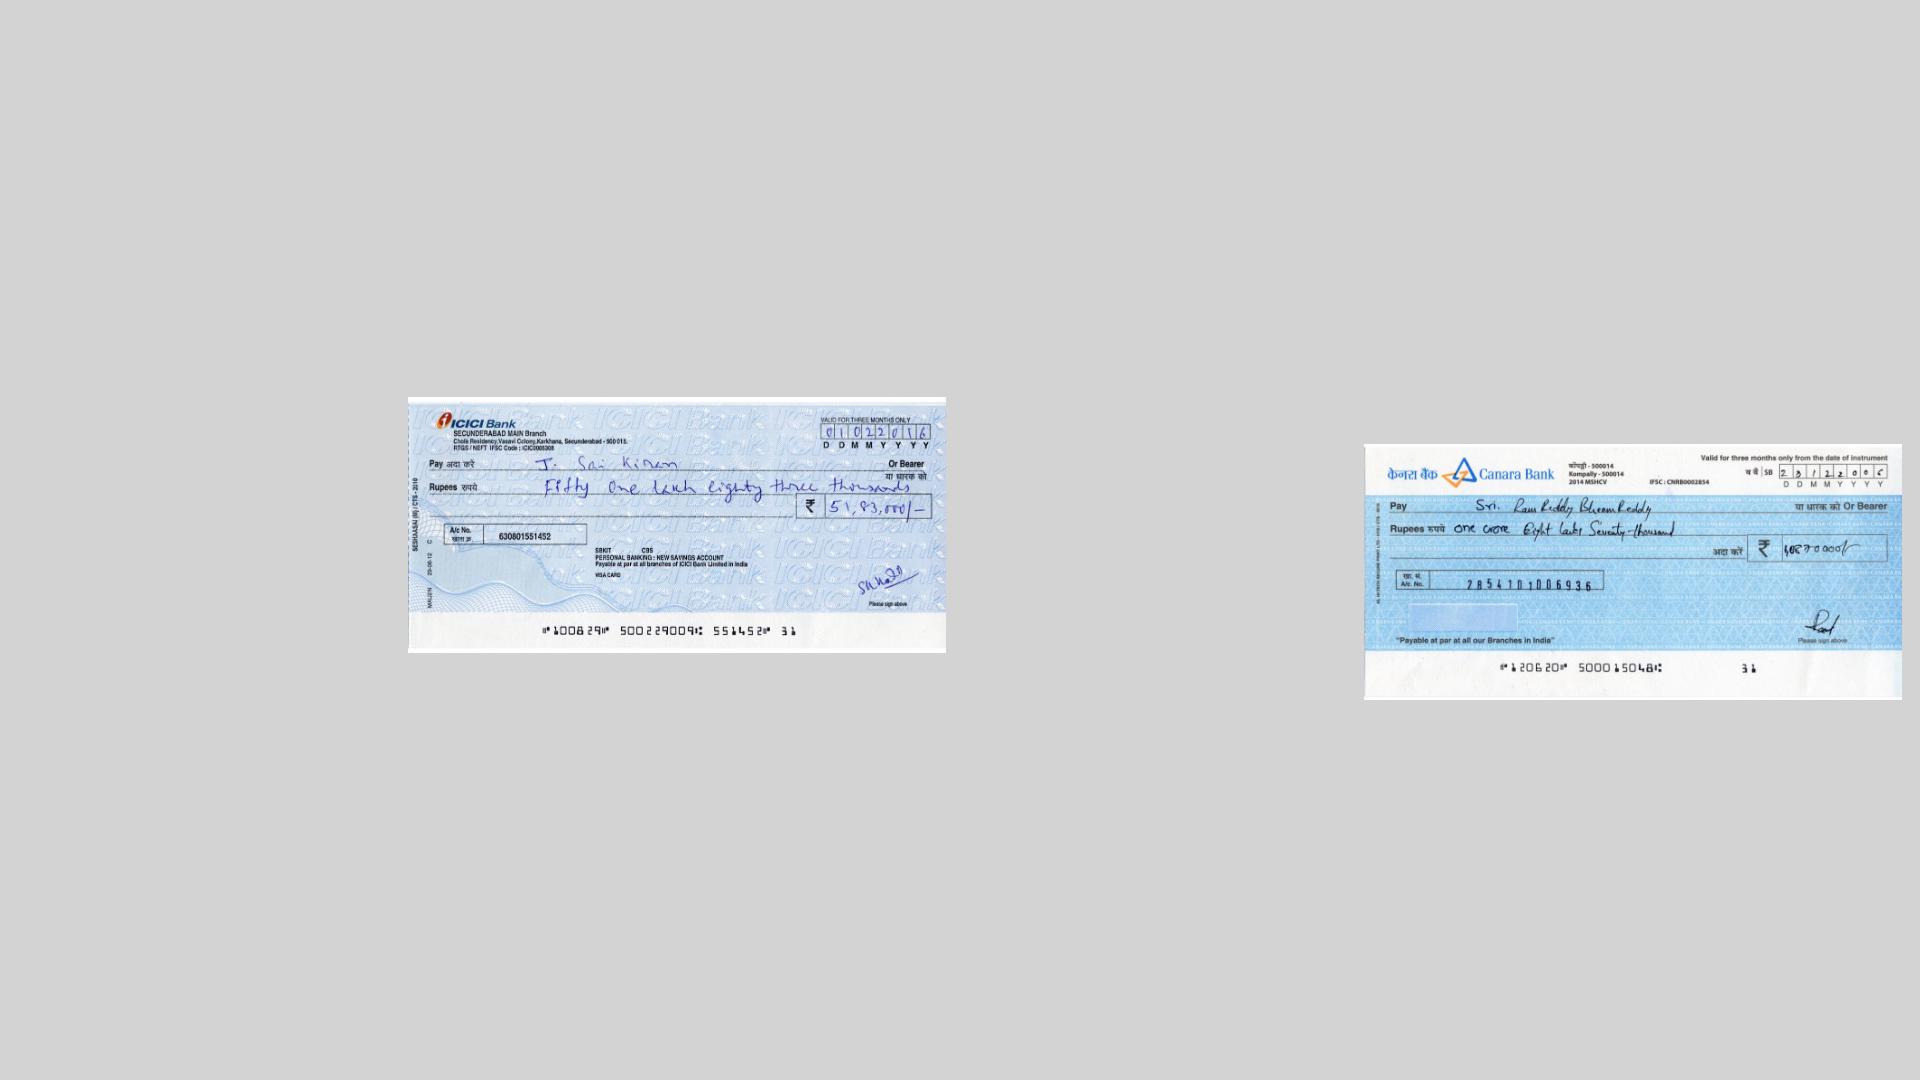 ICICI Bank
SECUNDERABAD MAIN Branch
Chola Residency,Vasavi Colony,Karkhana, Secunderabad - 500 015.
RTGS / NEFT IFSC Code : ICIC0006308
VALID FOR THREE MONTHS ONLY
01022016
D D M M Y Y Y Y
Pay अदा करें J. Sai Kiran Or Bearer
या धारक को
Rupees रुपये Fifty One lakh eighty three thousands
₹ 51,83,000/-
A/c No. 630801551452
खाता क्र.
SBKIT CBS
PERSONAL BANKING : NEW SAVINGS ACCOUNT
Payable at par at all branches of ICICI Bank Limited in India
VISA CARD
Please sign above
⑈100829⑈ 500229009⑆ 551452⑈ 31
केनरा बैंक Canara Bank
कोंपल्ली - 500014
Kompally - 500014
2014 MSHCV
IFSC : CNRB0002854
Valid for three months only from the date of instrument
ब वै SB 23122006
D D M M Y Y Y Y
Pay Sri. Ram Reddy Bheem Reddy या धारक को Or Bearer
Rupees रुपये One crore Eight Lakhs Seventy-thousand
अदा करें ₹ 10870000/-
खा. सं.
A/c. No. 2854101006936
"Payable at par at all our Branches in India"
Please sign above
⑈120620⑈ 500015048⑆ 31